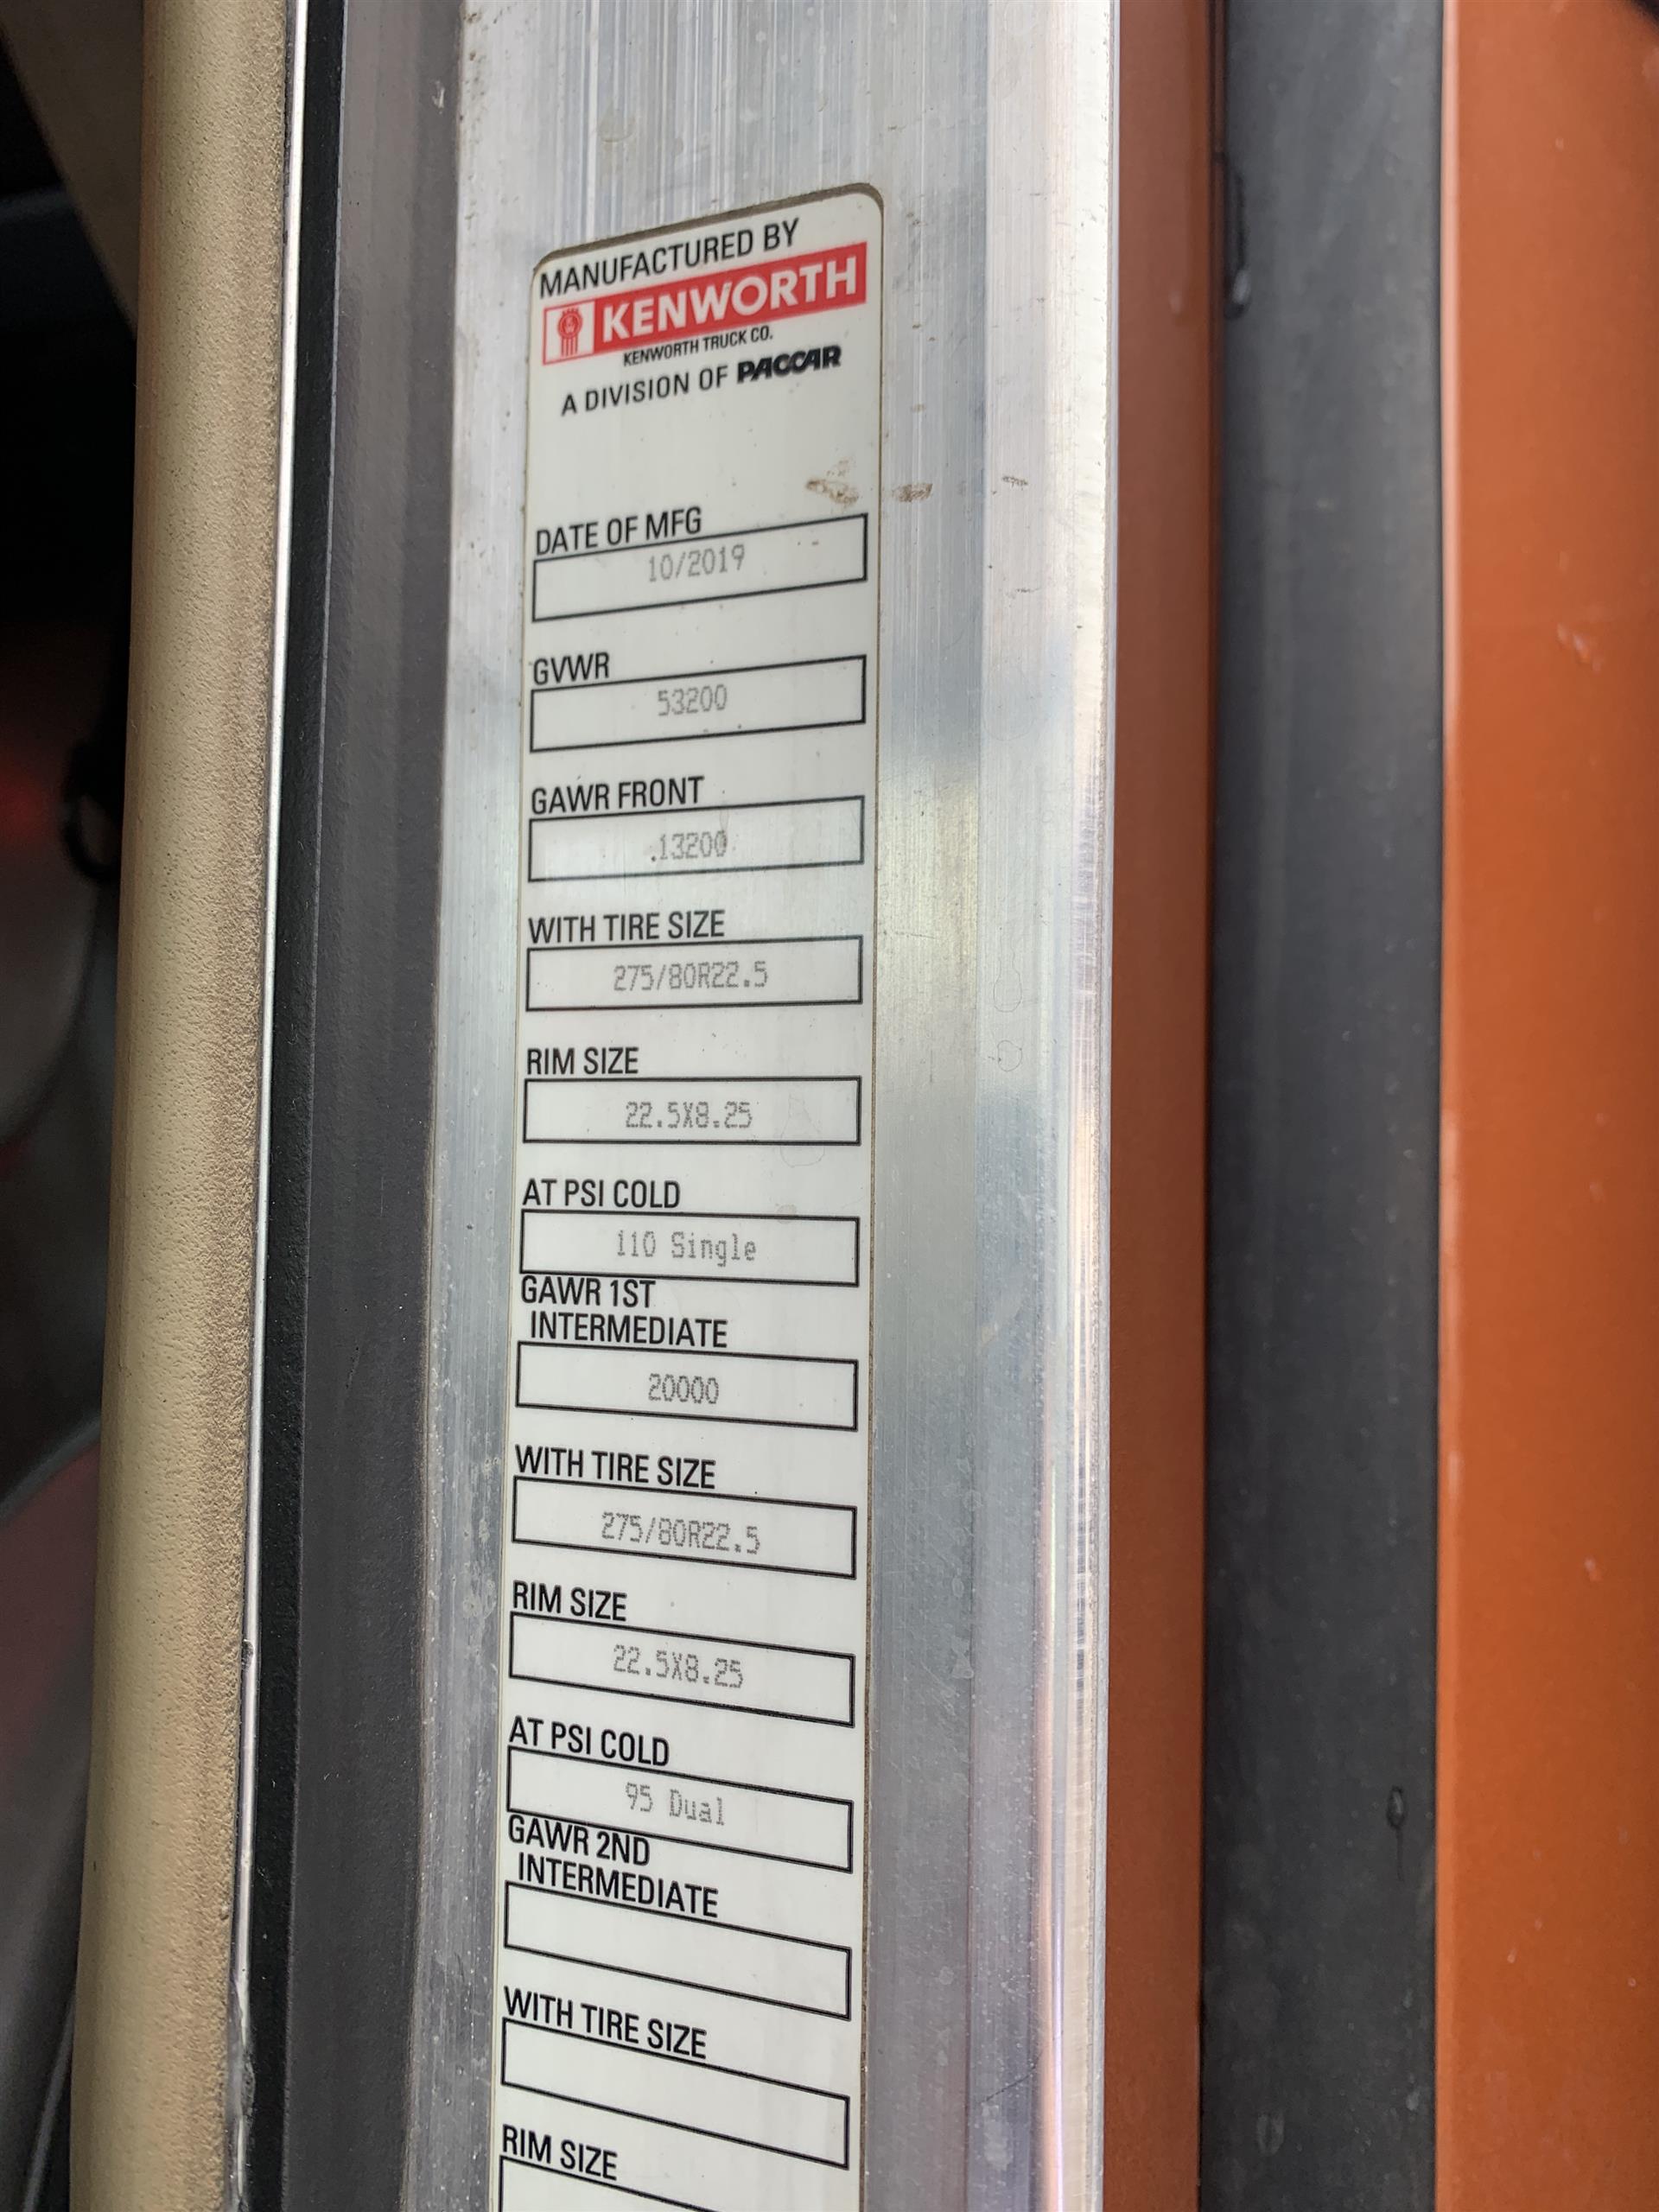 MANUFACTURED BY
KENWORTH
KENWORTH TRUCK CO.
A DIVISION OF PACCAR
DATE OF MFG
10/2019
GVWR
53200
GAWR FRONT
13200
WITH TIRE SIZE
275/80R22.5
RIM SIZE
22.5X8.25
AT PSI COLD
110 Single
GAWR 1ST
INTERMEDIATE
20000
WITH TIRE SIZE
275/80R22.5
RIM SIZE
22.5X8.25
AT PSI COLD
95 Dual
GAWR 2ND
INTERMEDIATE
WITH TIRE SIZE
RIM SIZE